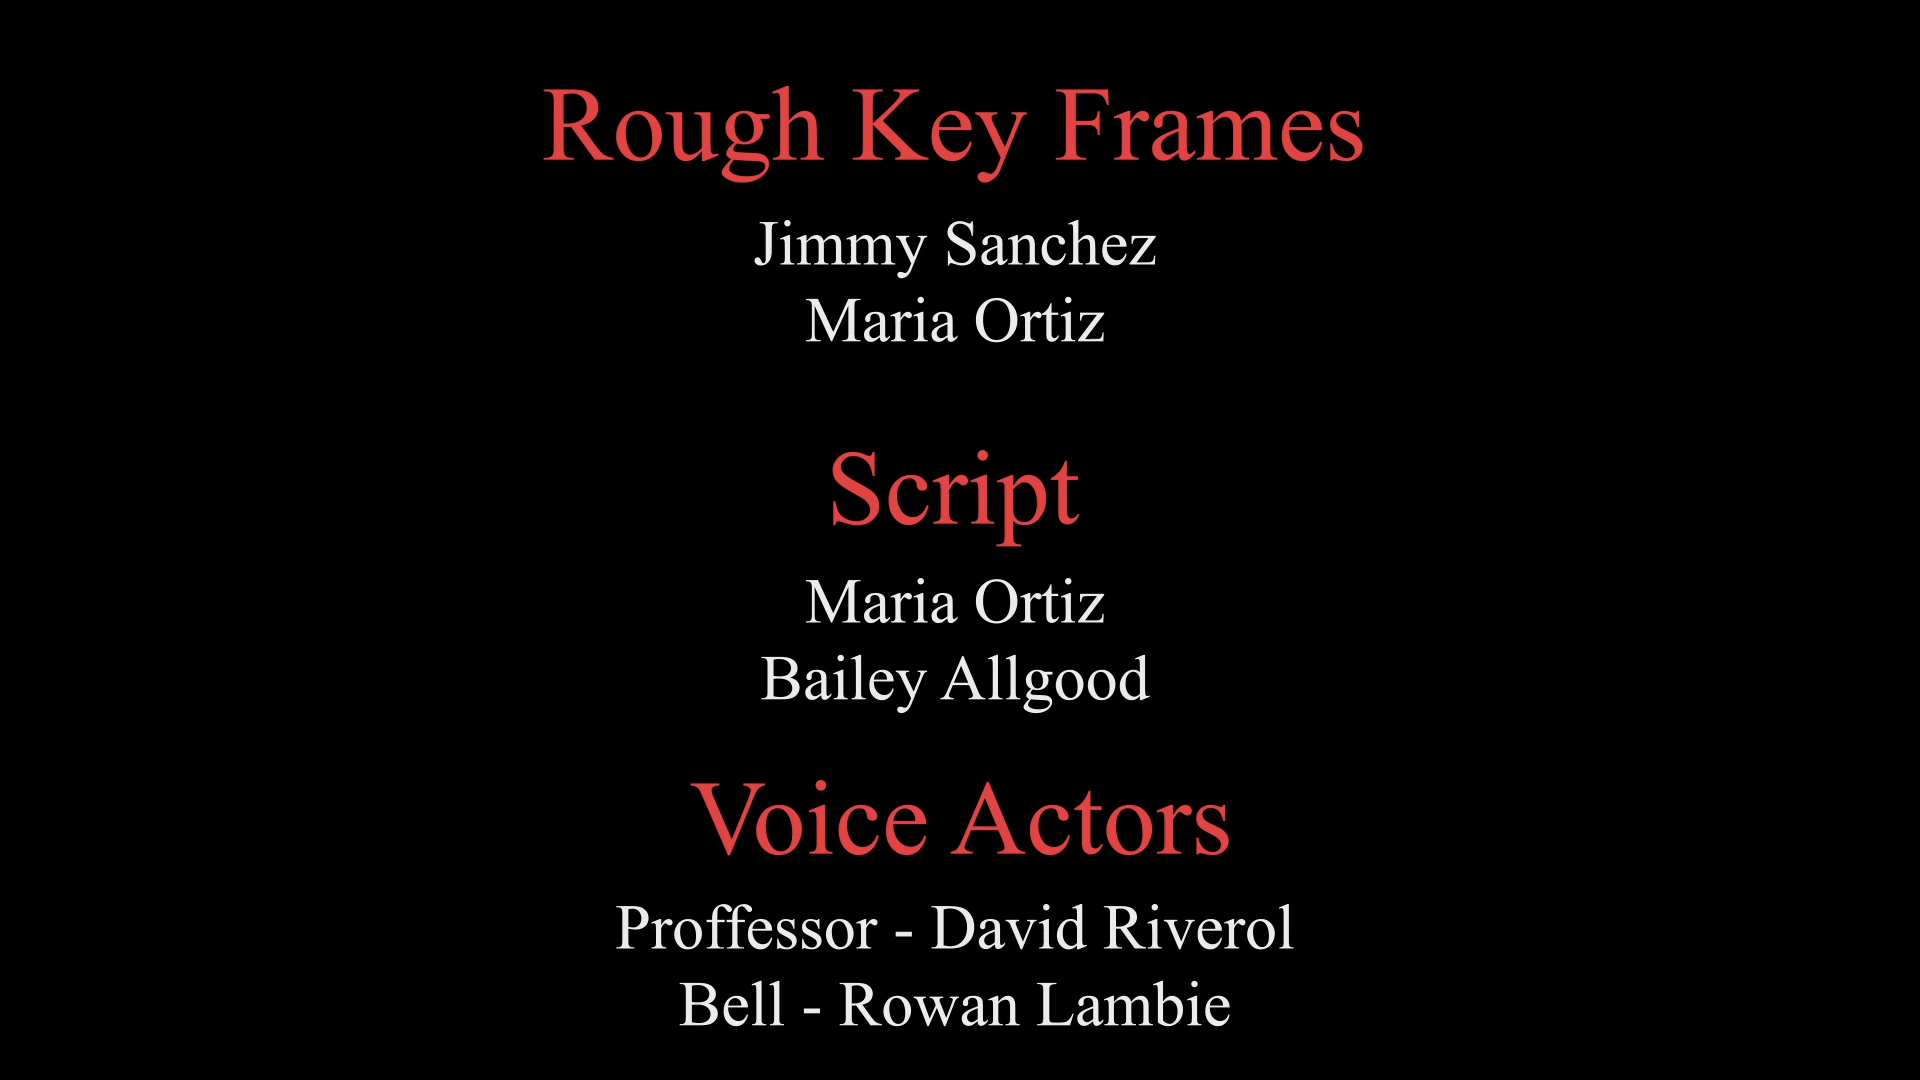 Rough Key Frames
Jimmy Sanchez
Maria Ortiz
Script
Maria Ortiz
Bailey Allgood
Voice Actors
Proffessor - David Riverol
Bell - Rowan Lambie